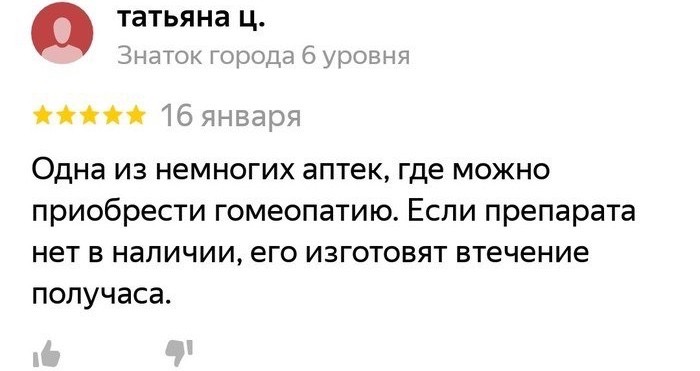 татьяна ц.
Знаток города 6 уровня
16 января
Одна из немногих аптек, где можно
приобрести гомеопатию. Если препарата
нет в наличии, его изготовят втечение
получаса.